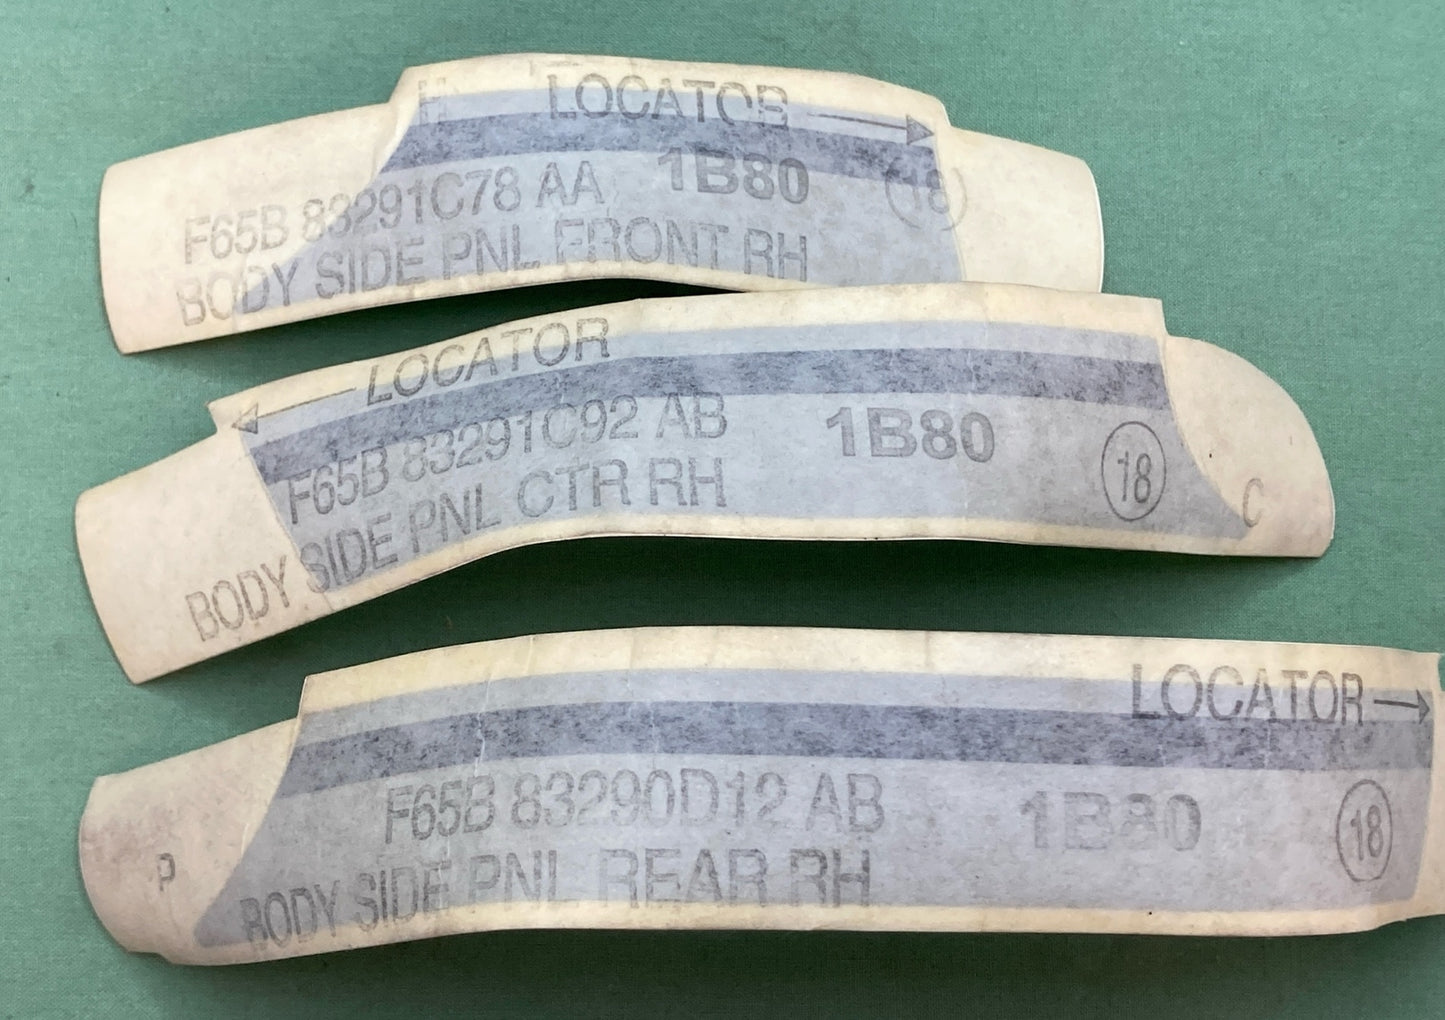 H LOCATOR
F65B 83291C78 AA 1B80 18
BODY SIDE PNL FRONT RH
LOCATOR
F65B 83291C92 AB 1B80 18
BODY SIDE PNL CTR RH C
LOCATOR
F65B 83290D12 AB 1B80 18
P
BODY SIDE PNL REAR RH